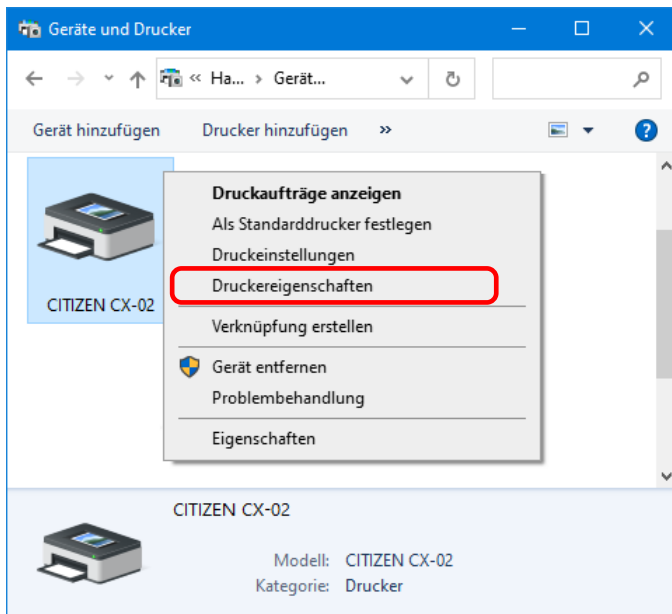 Geräte und Drucker
« Ha... › Gerät...
Gerät hinzufügen Drucker hinzufügen »
Druckaufträge anzeigen
Als Standarddrucker festlegen
Druckeinstellungen
Druckereigenschaften
Verknüpfung erstellen
Gerät entfernen
Problembehandlung
Eigenschaften
CITIZEN CX-02
CITIZEN CX-02
Modell: CITIZEN CX-02
Kategorie: Drucker